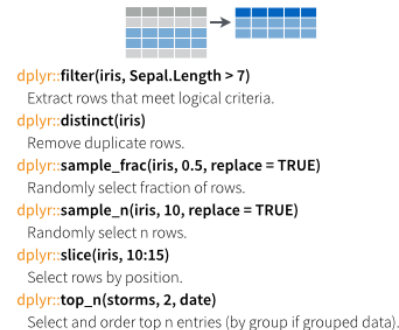 dplyr::filter(iris, Sepal.Length > 7)
Extract rows that meet logical criteria.
dplyr::distinct(iris)
Remove duplicate rows.
dplyr::sample_frac(iris, 0.5, replace = TRUE)
Randomly select fraction of rows.
dplyr::sample_n(iris, 10, replace = TRUE)
Randomly select n rows.
dplyr::slice(iris, 10:15)
Select rows by position.
dplyr::top_n(storms, 2, date)
Select and order top n entries (by group if grouped data).